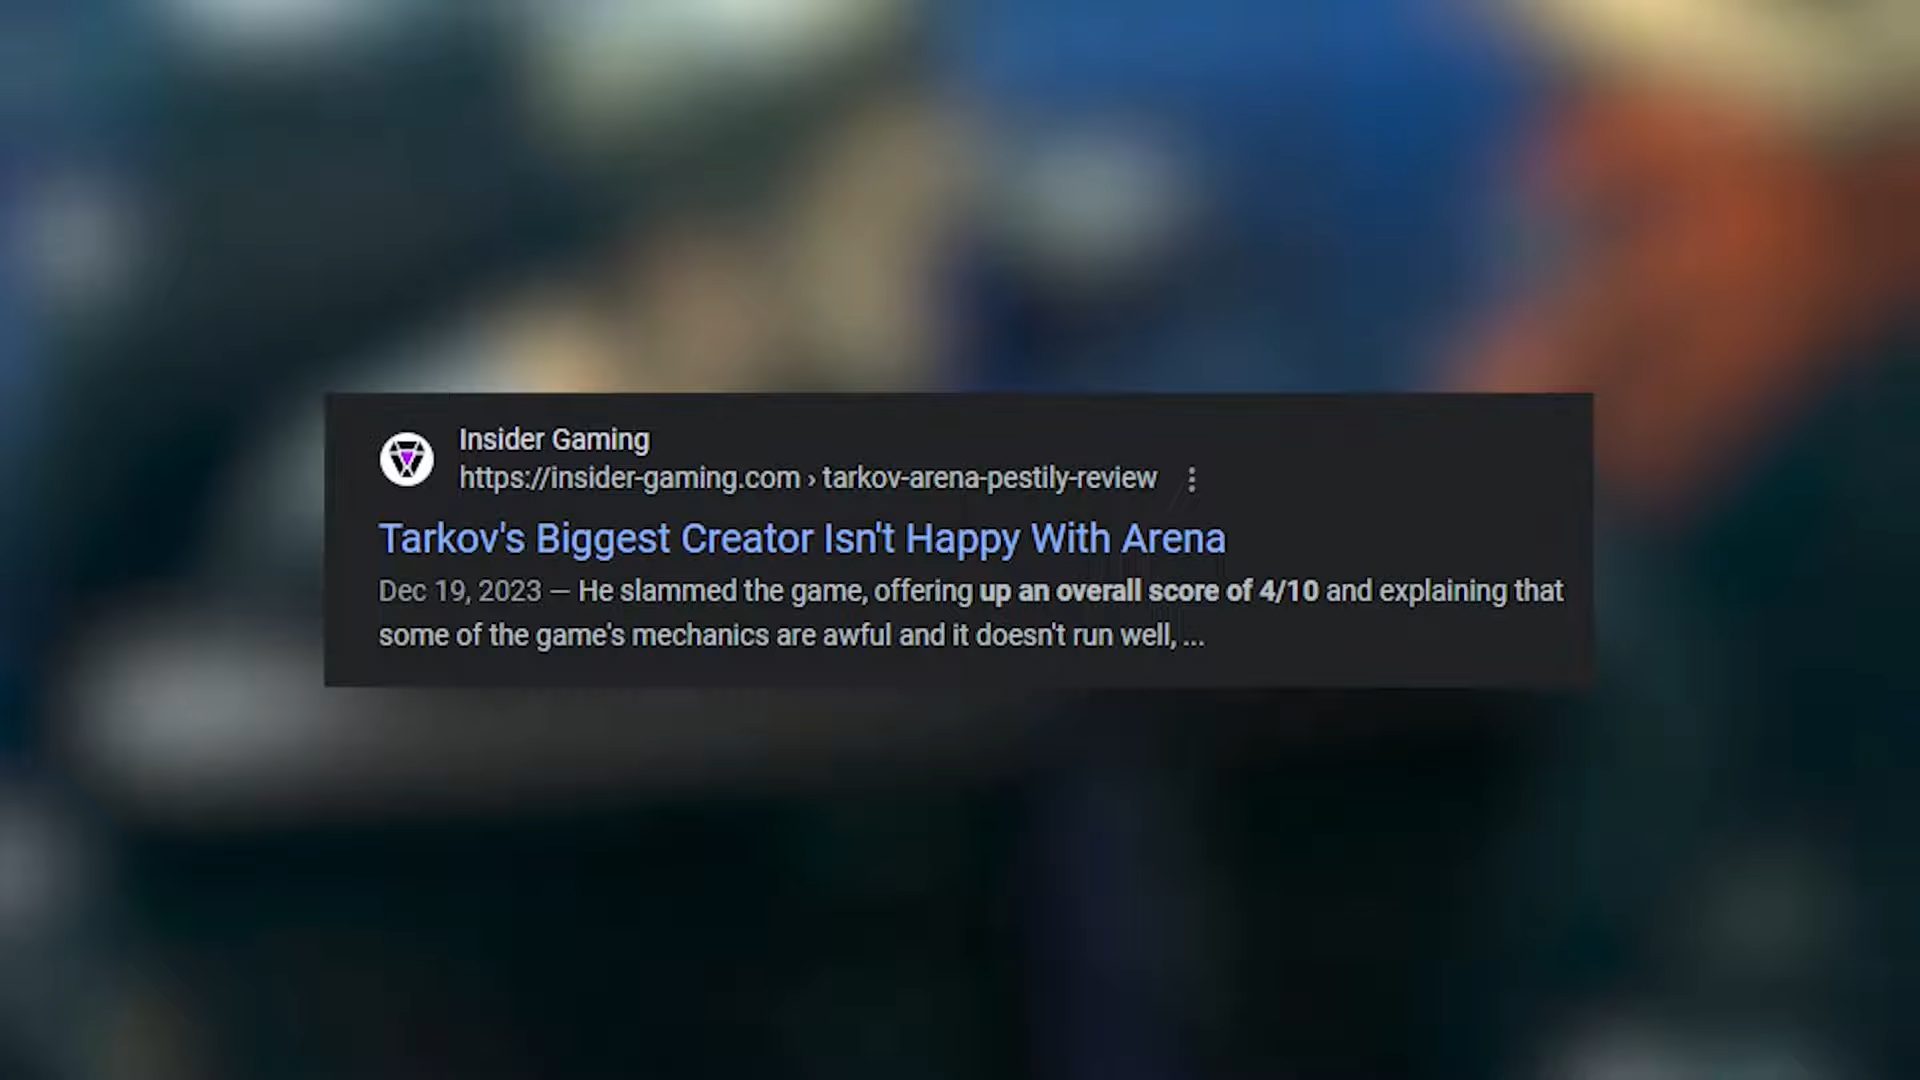 Insider Gaming
https://insider-gaming.com › tarkov-arena-pestily-review
Tarkov's Biggest Creator Isn't Happy With Arena
Dec 19, 2023 — He slammed the game, offering up an overall score of 4/10 and explaining that
some of the game's mechanics are awful and it doesn't run well, ...